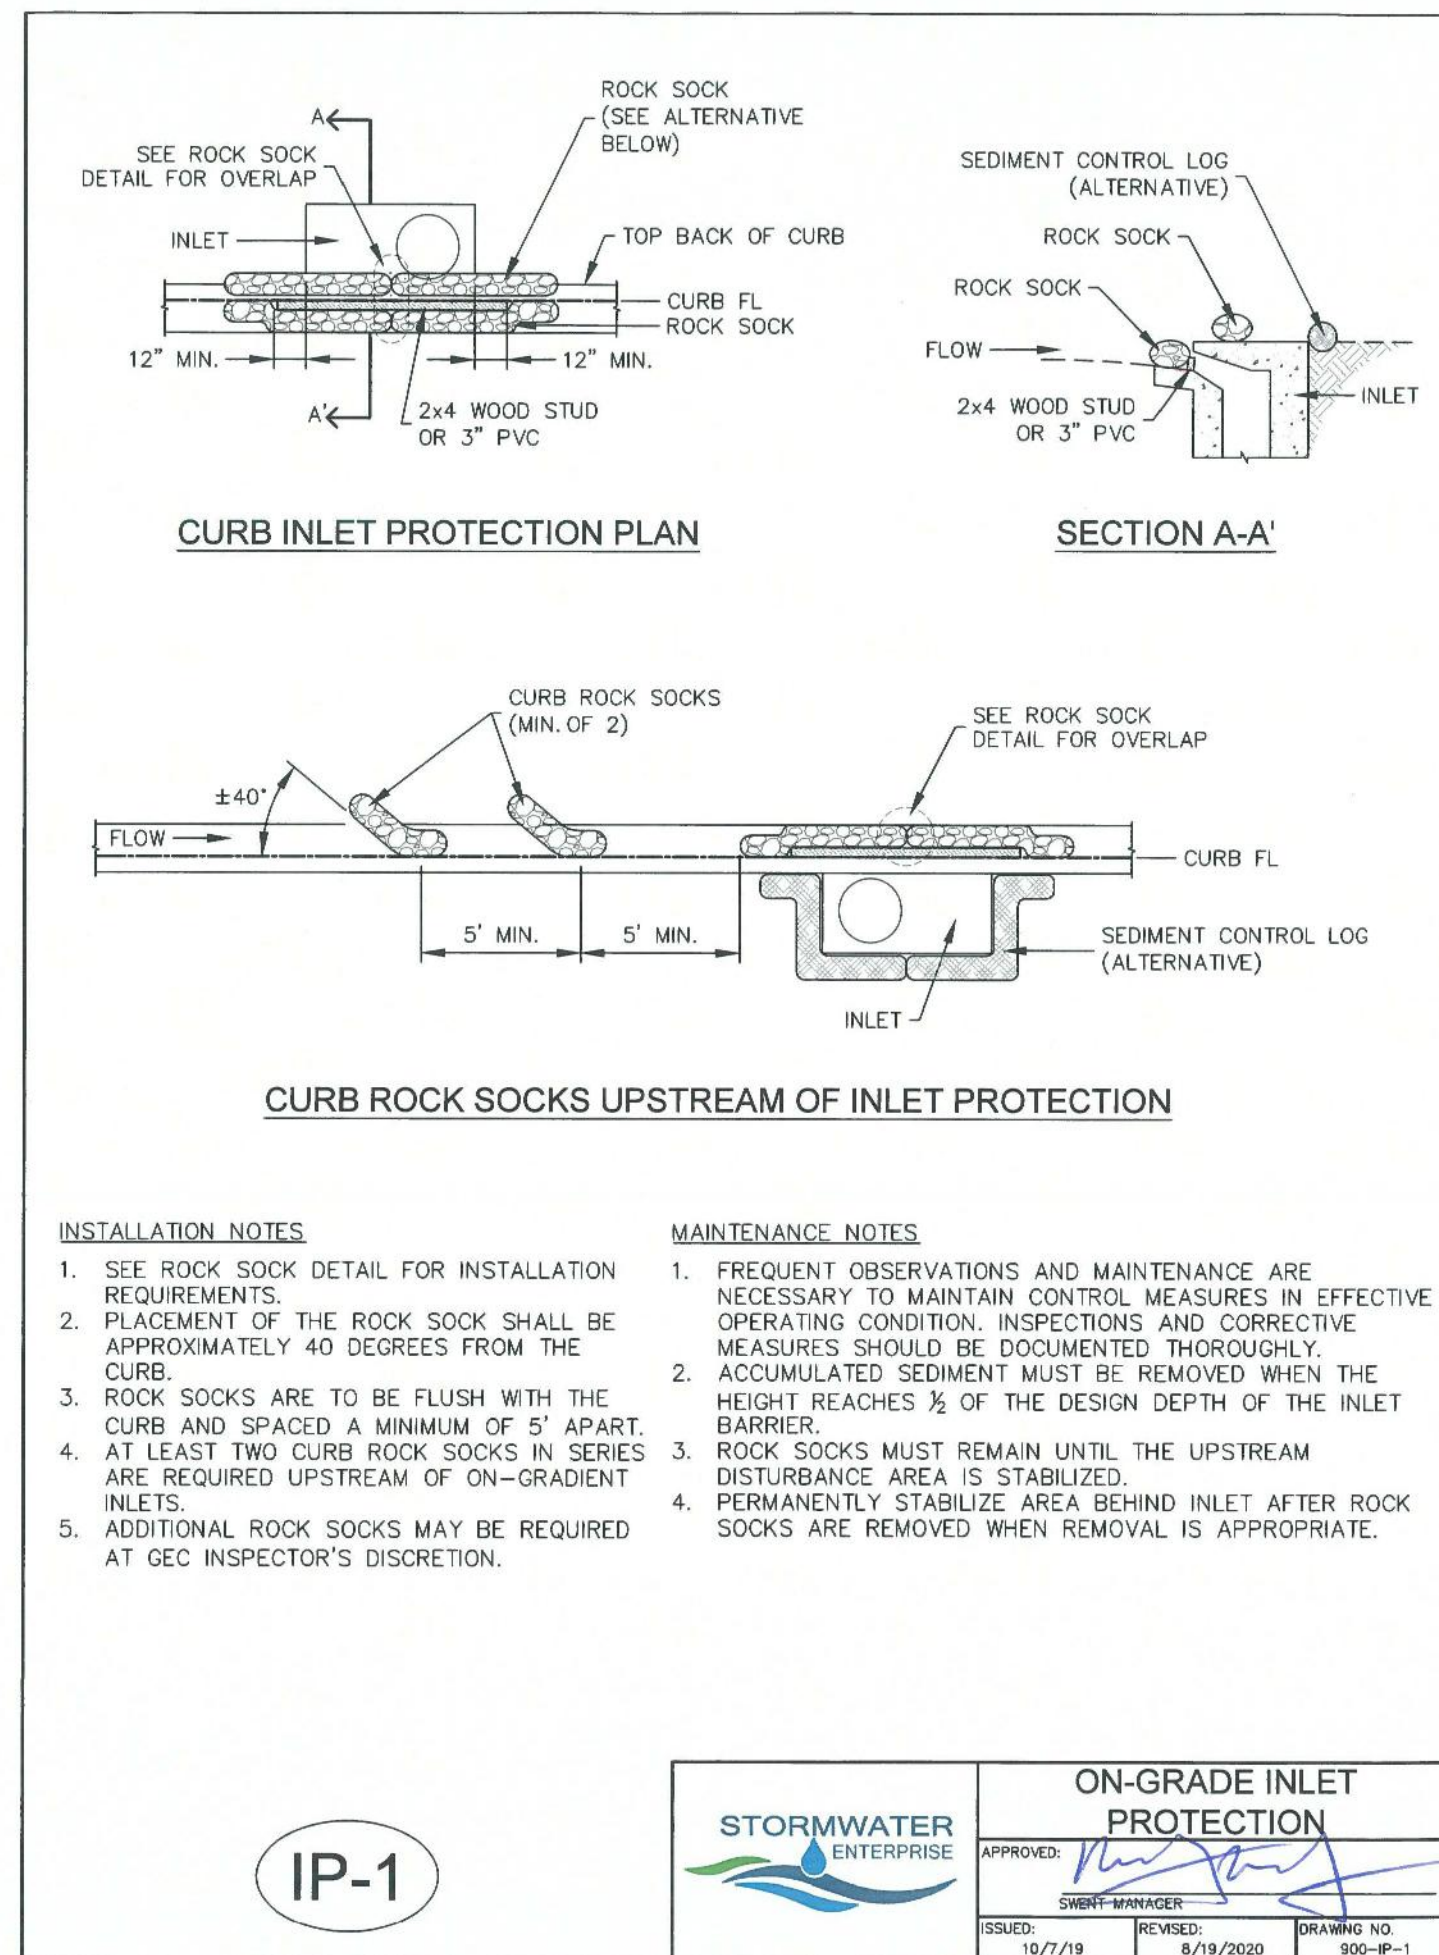 ROCK SOCK
(SEE ALTERNATIVE
BELOW)
A
SEE ROCK SOCK
DETAIL FOR OVERLAP
INLET
TOP BACK OF CURB
CURB FL
ROCK SOCK
12" MIN.
12" MIN.
A'
2x4 WOOD STUD
OR 3" PVC
CURB INLET PROTECTION PLAN
SEDIMENT CONTROL LOG
(ALTERNATIVE)
ROCK SOCK
ROCK SOCK
FLOW
2x4 WOOD STUD
OR 3" PVC
INLET
SECTION A-A'
CURB ROCK SOCKS
(MIN. OF 2)
SEE ROCK SOCK
DETAIL FOR OVERLAP
±40°
FLOW
CURB FL
5' MIN.
5' MIN.
SEDIMENT CONTROL LOG
(ALTERNATIVE)
INLET
CURB ROCK SOCKS UPSTREAM OF INLET PROTECTION
INSTALLATION NOTES
1. SEE ROCK SOCK DETAIL FOR INSTALLATION
REQUIREMENTS.
2. PLACEMENT OF THE ROCK SOCK SHALL BE
APPROXIMATELY 40 DEGREES FROM THE
CURB.
3. ROCK SOCKS ARE TO BE FLUSH WITH THE
CURB AND SPACED A MINIMUM OF 5' APART.
4. AT LEAST TWO CURB ROCK SOCKS IN SERIES
ARE REQUIRED UPSTREAM OF ON-GRADIENT
INLETS.
5. ADDITIONAL ROCK SOCKS MAY BE REQUIRED
AT GEC INSPECTOR'S DISCRETION.
MAINTENANCE NOTES
1. FREQUENT OBSERVATIONS AND MAINTENANCE ARE
NECESSARY TO MAINTAIN CONTROL MEASURES IN EFFECTIVE
OPERATING CONDITION. INSPECTIONS AND CORRECTIVE
MEASURES SHOULD BE DOCUMENTED THOROUGHLY.
2. ACCUMULATED SEDIMENT MUST BE REMOVED WHEN THE
HEIGHT REACHES ½ OF THE DESIGN DEPTH OF THE INLET
BARRIER.
3. ROCK SOCKS MUST REMAIN UNTIL THE UPSTREAM
DISTURBANCE AREA IS STABILIZED.
4. PERMANENTLY STABILIZE AREA BEHIND INLET AFTER ROCK
SOCKS ARE REMOVED WHEN REMOVAL IS APPROPRIATE.
IP-1
STORMWATER
ENTERPRISE
ON-GRADE INLET
PROTECTION
APPROVED:
SWENT MANAGER
ISSUED:
10/7/19
REVISED:
8/19/2020
DRAWING NO.
900-IP-1